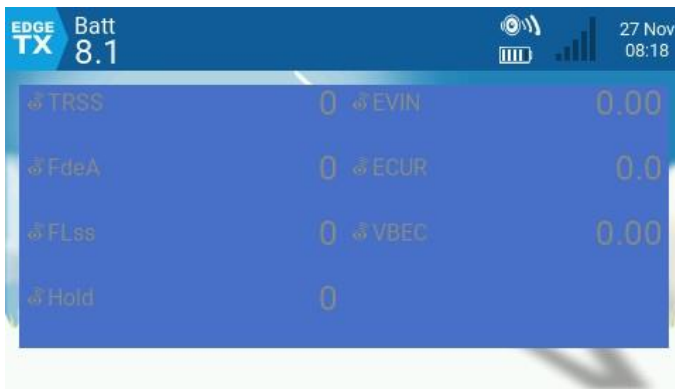 EDGE TX Batt 8.1 27 Nov 08:18
TRSS 0 EVIN 0.00
FdeA 0 ECUR 0.0
FLss 0 VBEC 0.00
Hold 0